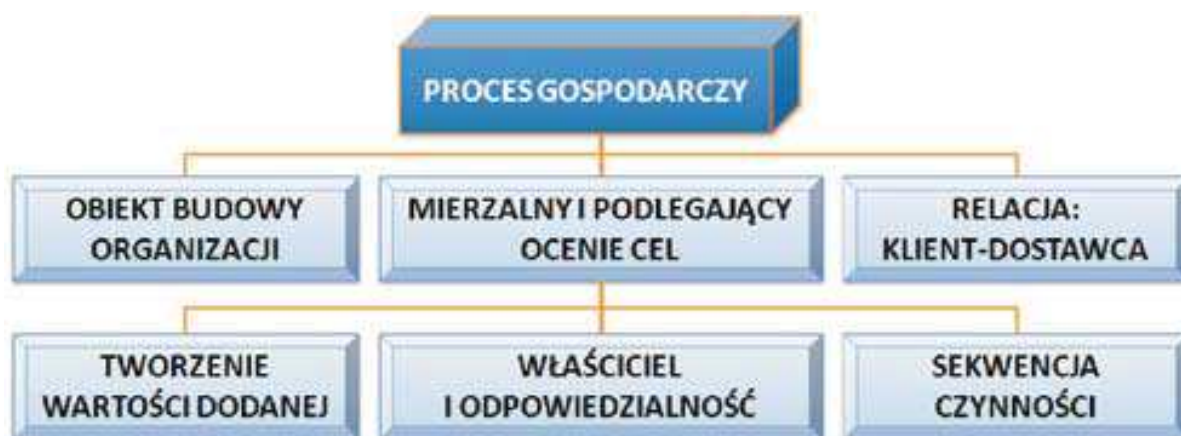 PROCES GOSPODARCZY
OBIEKT BUDOWY
ORGANIZACJI
MIERZALNY I PODLEGAJĄCY
OCENIE CEL
RELACJA:
KLIENT-DOSTAWCA
TWORZENIE
WARTOŚCI DODANEJ
WŁAŚCICIEL
I ODPOWIEDZIALNOŚĆ
SEKWENCJA
CZYNNOŚCI